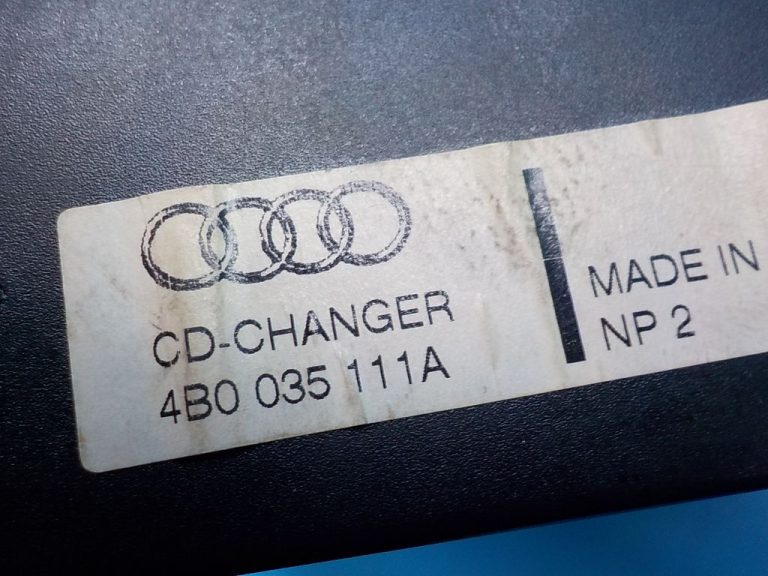 CD-CHANGER
4B0 035 111A
MADE IN
NP 2